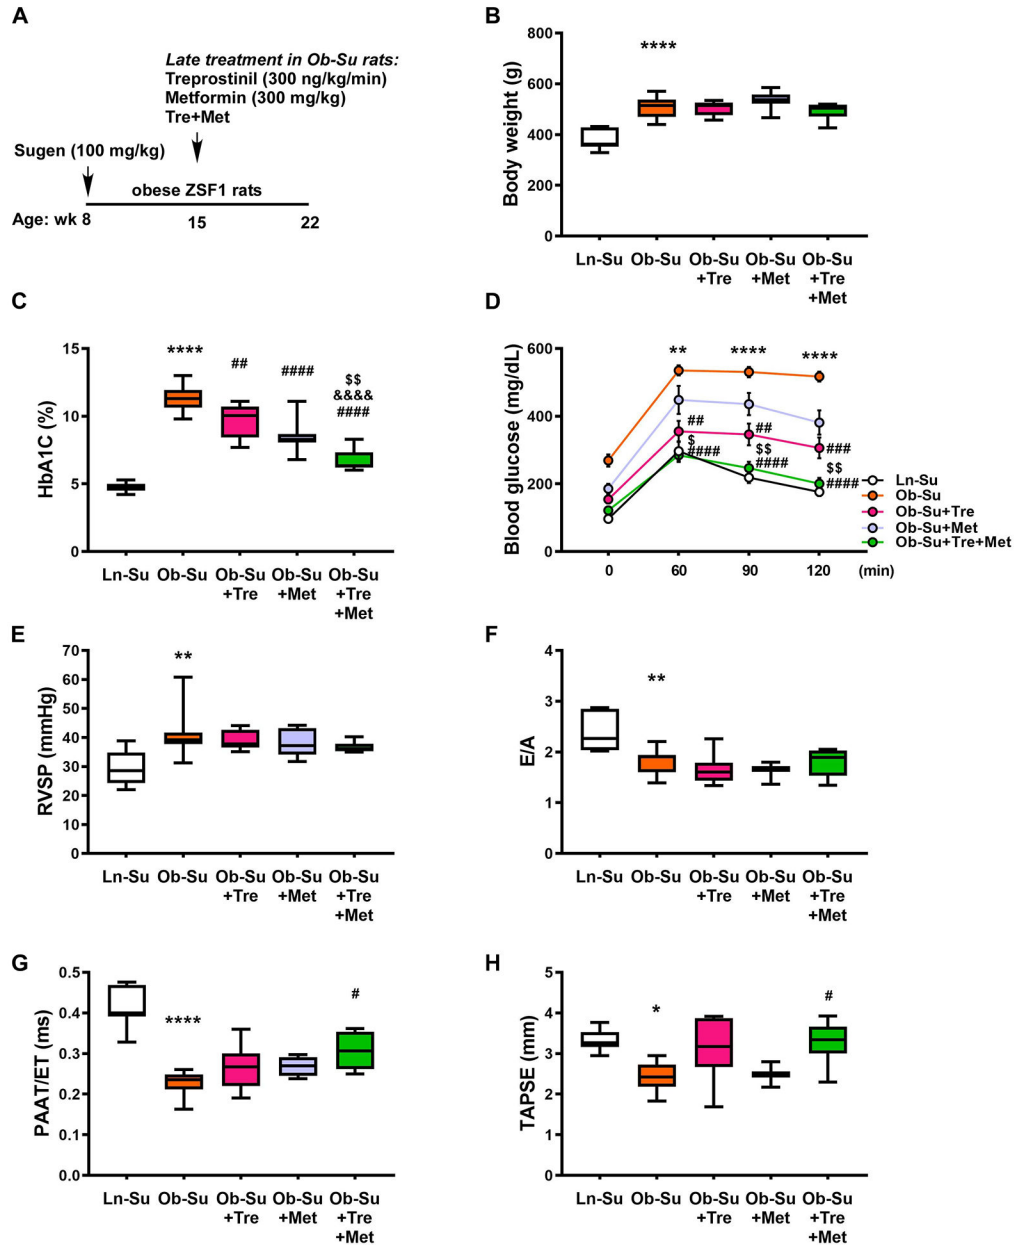 A
Late treatment in Ob-Su rats:
Treprostinil (300 ng/kg/min)
Metformin (300 mg/kg)
Tre+Met
Sugen (100 mg/kg)
obese ZSF1 rats
Age: wk 8
15
22
B
Body weight (g)
800
600
400
200
0
****
Ln-Su
Ob-Su
Ob-Su
+Tre
Ob-Su
+Met
Ob-Su
+Tre
+Met
C
HbA1C (%)
15
10
5
0
****
##
####
$$
&&&&
####
Ln-Su
Ob-Su
Ob-Su
+Tre
Ob-Su
+Met
Ob-Su
+Tre
+Met
D
Blood glucose (mg/dL)
600
400
200
0
**
****
****
##
$
####
##
$$
####
###
$$
####
0
60
90
120
(min)
Ln-Su
Ob-Su
Ob-Su+Tre
Ob-Su+Met
Ob-Su+Tre+Met
E
RVSP (mmHg)
70
60
50
40
30
20
10
0
**
Ln-Su
Ob-Su
Ob-Su
+Tre
Ob-Su
+Met
Ob-Su
+Tre
+Met
F
E/A
4
3
2
1
0
**
Ln-Su
Ob-Su
Ob-Su
+Tre
Ob-Su
+Met
Ob-Su
+Tre
+Met
G
PAAT/ET (ms)
0.5
0.4
0.3
0.2
0.1
0.0
****
#
Ln-Su
Ob-Su
Ob-Su
+Tre
Ob-Su
+Met
Ob-Su
+Tre
+Met
H
TAPSE (mm)
5
4
3
2
1
0
*
#
Ln-Su
Ob-Su
Ob-Su
+Tre
Ob-Su
+Met
Ob-Su
+Tre
+Met